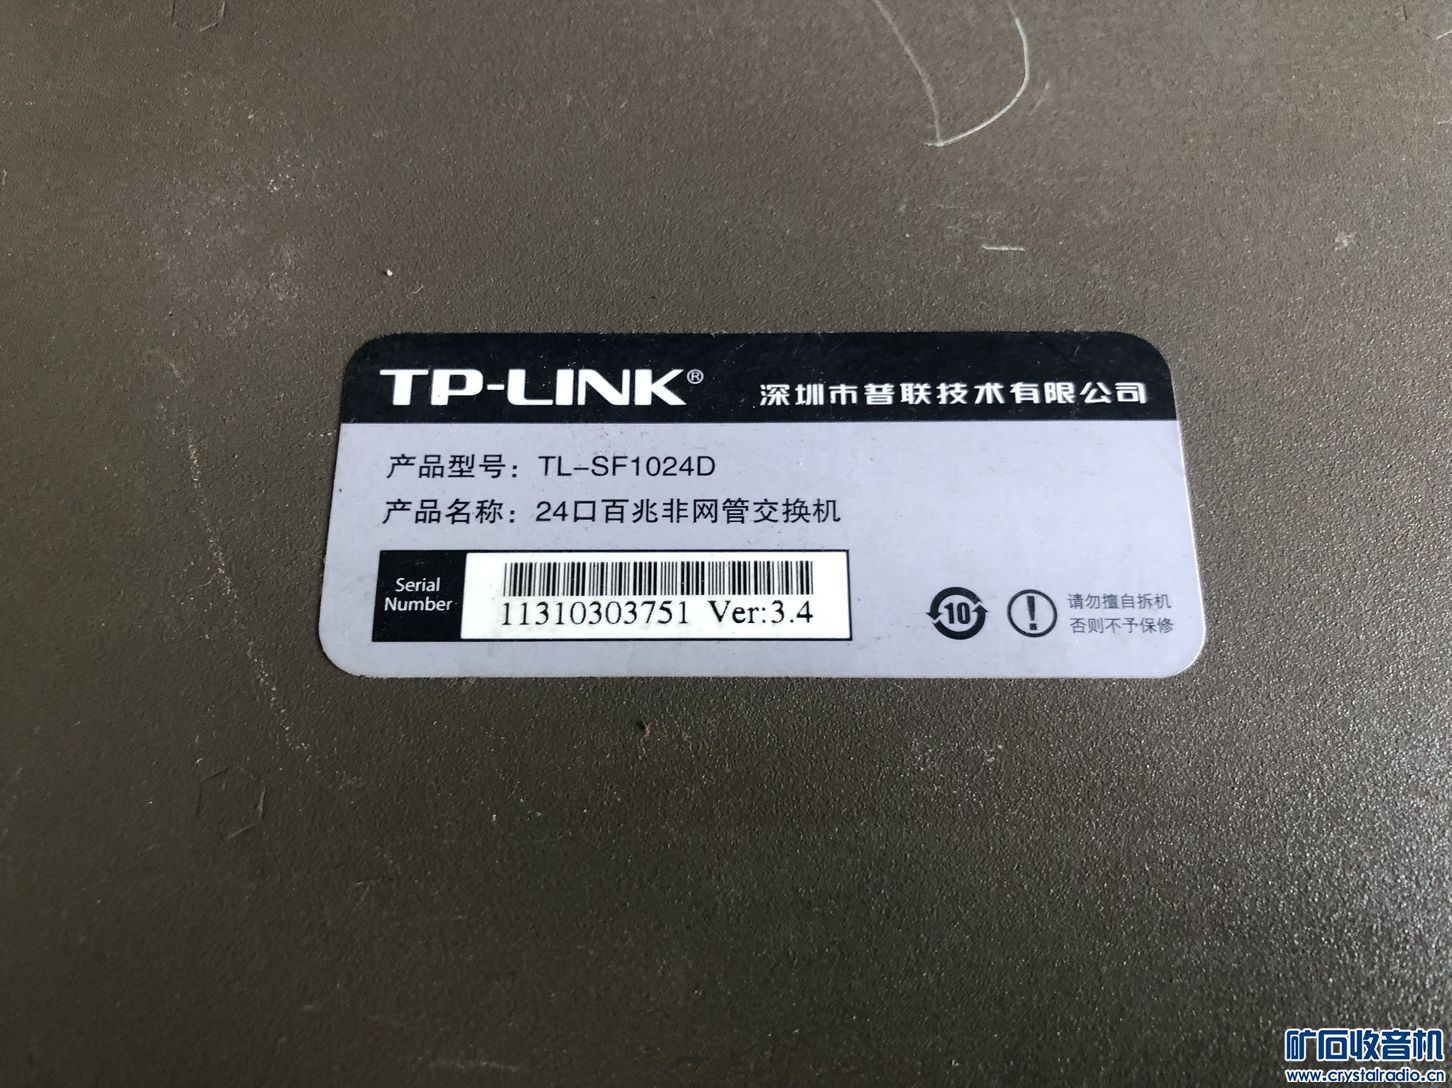 TP-LINK® 深圳市普联技术有限公司
产品型号：TL-SF1024D
产品名称：24口百兆非网管交换机
Serial
Number
11310303751 Ver:3.4
10
请勿擅自拆机
否则不予保修
矿石收音机
www.crystalradio.cn